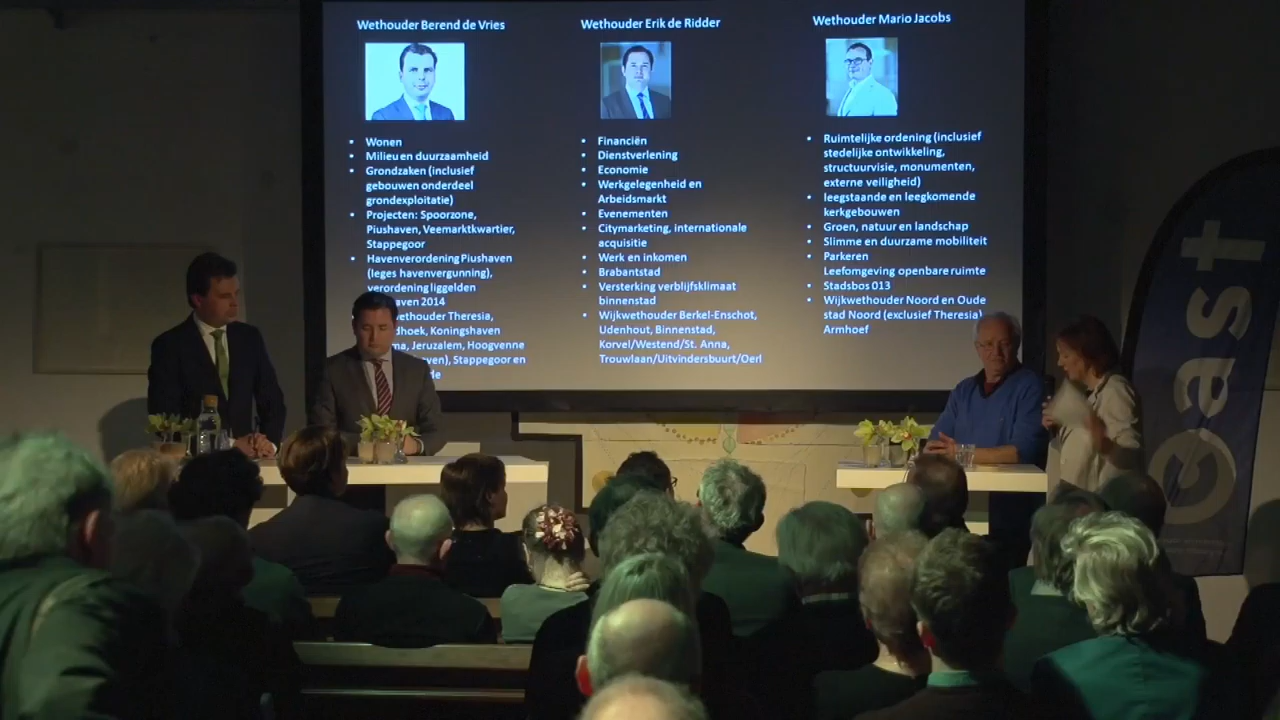 Wethouder Berend de Vries
• Wonen
• Milieu en duurzaamheid
• Grondzaken (inclusief
gebouwen onderdeel
grondexploitatie)
• Projecten: Spoorzone,
Piushaven, Veemarktkwartier,
Stappegoor
• Havenverordening Piushaven
(leges havenvergunning),
verordening liggelden
2014
Theresia,
Koningshaven
Jeruzalem, Hoogvenne
Stappegoor en
Wethouder Erik de Ridder
• Financiën
• Dienstverlening
• Economie
• Werkgelegenheid en
Arbeidsmarkt
• Evenementen
• Citymarketing, internationale
acquisitie
• Werk en inkomen
• Brabantstad
• Versterking verblijfsklimaat
binnenstad
• Wijkwethouder Berkel-Enschot,
Udenhout, Binnenstad,
Korvel/Westend/St. Anna,
Trouwlaan/Uitvindersbuurt/Oerl
Wethouder Mario Jacobs
• Ruimtelijke ordening (inclusief
stedelijke ontwikkeling,
structuurvisie, monumenten,
externe veiligheid)
• leegstaande en leegkomende
kerkgebouwen
• Groen, natuur en landschap
• Slimme en duurzame mobiliteit
• Parkeren
Leefomgeving openbare ruimte
• Stadsbos 013
• Wijkwethouder Noord en Oude
stad Noord (exclusief Theresia)
Armhoef
east